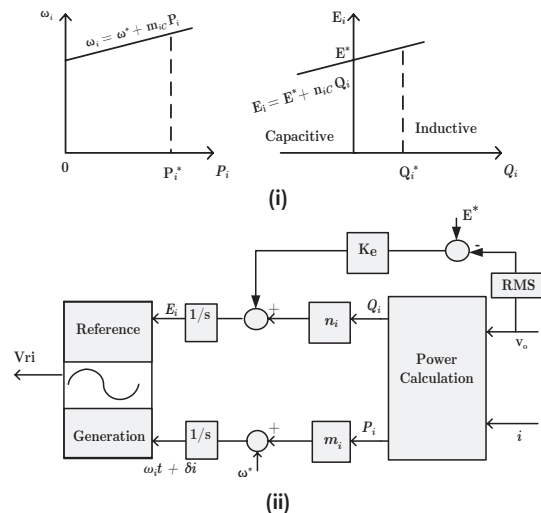 ωᵢ
ωᵢ = ω* + mᵢC Pᵢ
0
Pᵢ*
Pᵢ
Eᵢ
E*
Eᵢ = E* + nᵢC Qᵢ
Capacitive
Inductive
Qᵢ*
Qᵢ
(i)
E*
Kₑ
-
RMS
Reference
Eᵢ
1/s
+
nᵢ
Qᵢ
Power
Calculation
vₒ
Vri
Generation
1/s
+
mᵢ
Pᵢ
i
ωᵢt + δi
ω*
(ii)